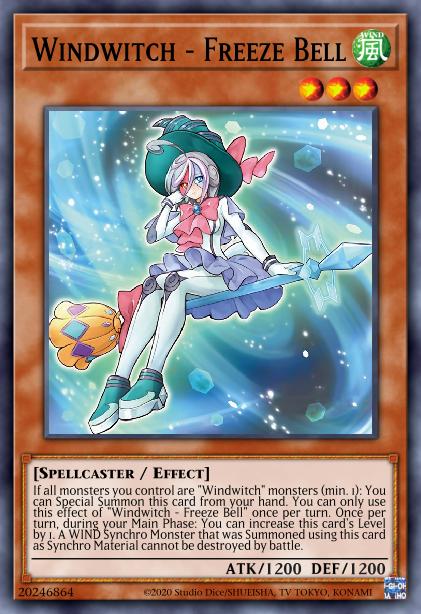 Windwitch - Freeze Bell
WIND
風
[Spellcaster / Effect]
If all monsters you control are "Windwitch" monsters (min. 1): You
can Special Summon this card from your hand. You can only use
this effect of "Windwitch - Freeze Bell" once per turn. Once per
turn, during your Main Phase: You can increase this card's Level
by 1. A WIND Synchro Monster that was Summoned using this card
as Synchro Material cannot be destroyed by battle.
ATK/1200 DEF/1200
20246864 ©2020 Studio Dice/SHUEISHA, TV TOKYO, KONAMI